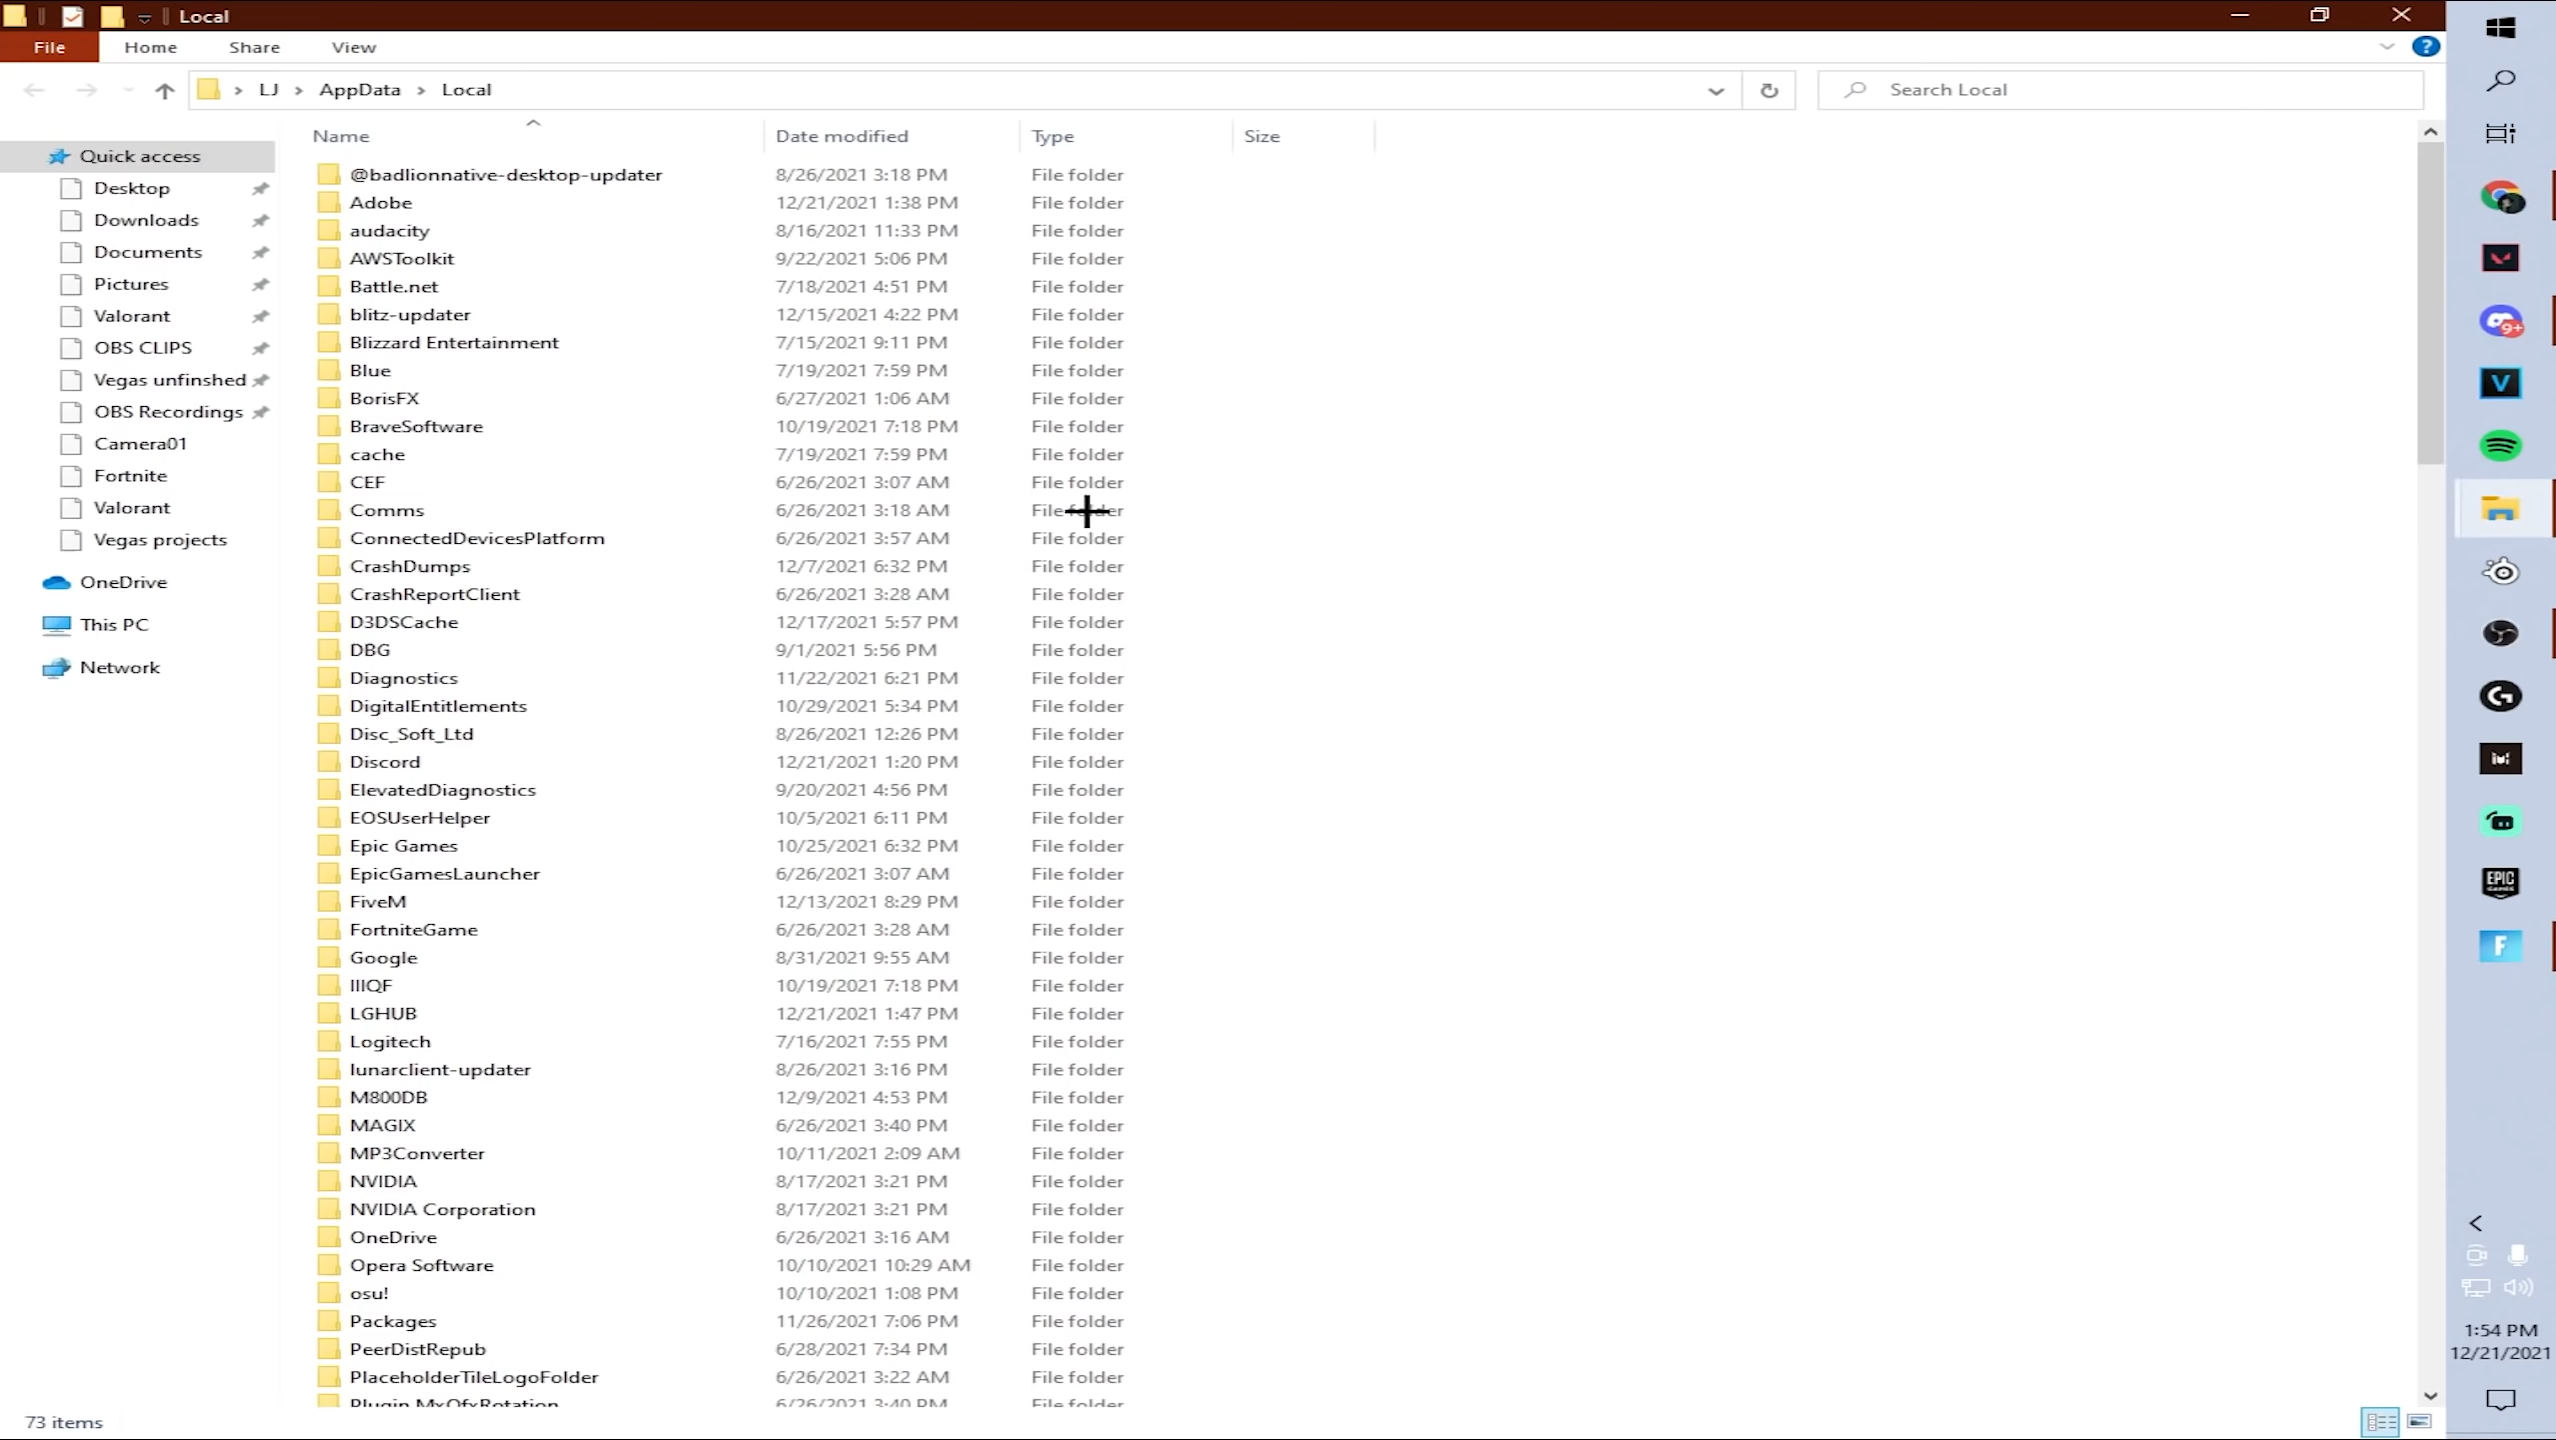 Local
File Home Share View
LJ AppData Local
Search Local
Name Date modified Type Size
Quick access
Desktop
Downloads
Documents
Pictures
Valorant
OBS CLIPS
Vegas unfinshed
OBS Recordings
Camera01
Fortnite
Valorant
Vegas projects
OneDrive
This PC
Network
@badlionnative-desktop-updater 8/26/2021 3:18 PM File folder
Adobe 12/21/2021 1:38 PM File folder
audacity 8/16/2021 11:33 PM File folder
AWSToolkit 9/22/2021 5:06 PM File folder
Battle.net 7/18/2021 4:51 PM File folder
blitz-updater 12/15/2021 4:22 PM File folder
Blizzard Entertainment 7/15/2021 9:11 PM File folder
Blue 7/19/2021 7:59 PM File folder
BorisFX 6/27/2021 1:06 AM File folder
BraveSoftware 10/19/2021 7:18 PM File folder
cache 7/19/2021 7:59 PM File folder
CEF 6/26/2021 3:07 AM File folder
Comms 6/26/2021 3:18 AM File folder
ConnectedDevicesPlatform 6/26/2021 3:57 AM File folder
CrashDumps 12/7/2021 6:32 PM File folder
CrashReportClient 6/26/2021 3:28 AM File folder
D3DSCache 12/17/2021 5:57 PM File folder
DBG 9/1/2021 5:56 PM File folder
Diagnostics 11/22/2021 6:21 PM File folder
DigitalEntitlements 10/29/2021 5:34 PM File folder
Disc_Soft_Ltd 8/26/2021 12:26 PM File folder
Discord 12/21/2021 1:20 PM File folder
ElevatedDiagnostics 9/20/2021 4:56 PM File folder
EOSUserHelper 10/5/2021 6:11 PM File folder
Epic Games 10/25/2021 6:32 PM File folder
EpicGamesLauncher 6/26/2021 3:07 AM File folder
FiveM 12/13/2021 8:29 PM File folder
FortniteGame 6/26/2021 3:28 AM File folder
Google 8/31/2021 9:55 AM File folder
IIIQF 10/19/2021 7:18 PM File folder
LGHUB 12/21/2021 1:47 PM File folder
Logitech 7/16/2021 7:55 PM File folder
lunarclient-updater 8/26/2021 3:16 PM File folder
M800DB 12/9/2021 4:53 PM File folder
MAGIX 6/26/2021 3:40 PM File folder
MP3Converter 10/11/2021 2:09 AM File folder
NVIDIA 8/17/2021 3:21 PM File folder
NVIDIA Corporation 8/17/2021 3:21 PM File folder
OneDrive 6/26/2021 3:16 AM File folder
Opera Software 10/10/2021 10:29 AM File folder
osu! 10/10/2021 1:08 PM File folder
Packages 11/26/2021 7:06 PM File folder
PeerDistRepub 6/28/2021 7:34 PM File folder
PlaceholderTileLogoFolder 6/26/2021 3:22 AM File folder
Plugin MxOfxRotation 6/26/2021 3:40 PM File folder
73 items
9+
V
EPIC
GAMES
F
1:54 PM
12/21/2021